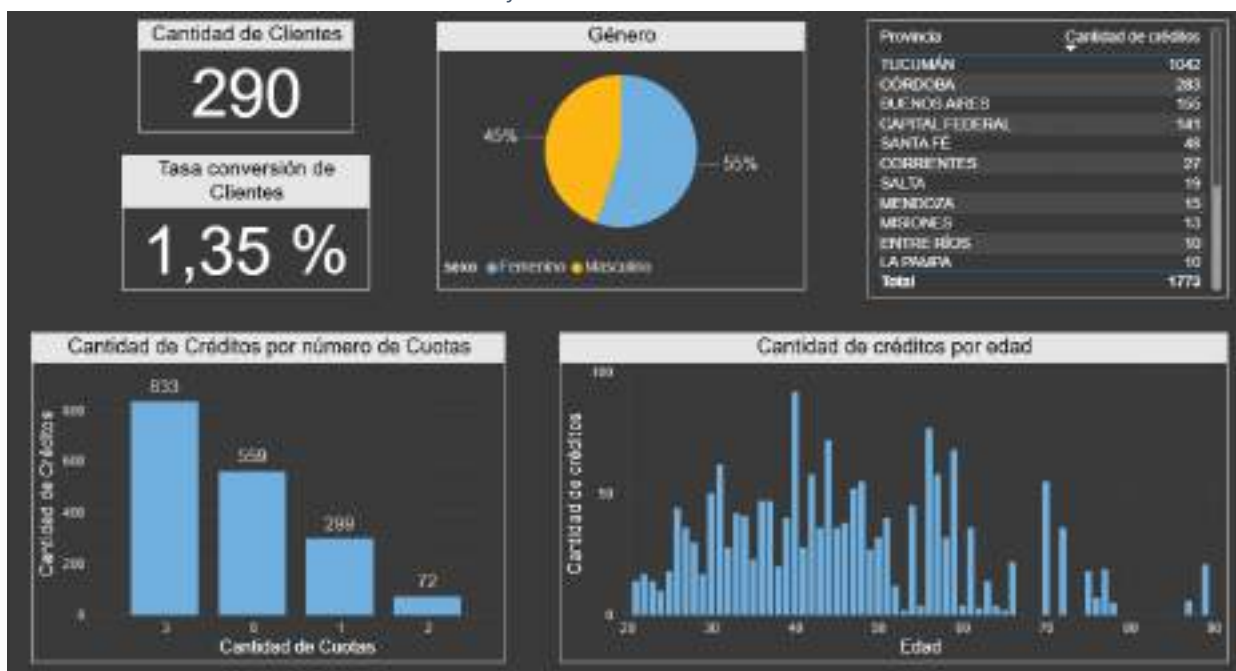 Cantidad de Clientes
290
Tasa conversión de
Clientes
1,35 %
Género
45%
55%
sexo Femenino Masculino
Provincia Cantidad de créditos
TUCUMÁN 1042
CÓRDOBA 283
BUENOS AIRES 155
CAPITAL FEDERAL 141
SANTA FÉ 48
CORRIENTES 27
SALTA 19
MENDOZA 15
MISIONES 13
ENTRE RÍOS 10
LA PAMPA 10
Total 1773
Cantidad de Créditos por número de Cuotas
Cantidad de Créditos
800
600
400
200
0
833
559
299
72
3
1
2
Cantidad de Cuotas
Cantidad de créditos por edad
Cantidad de créditos
100
50
0
20 30 40 50 60 70 80 90
Edad